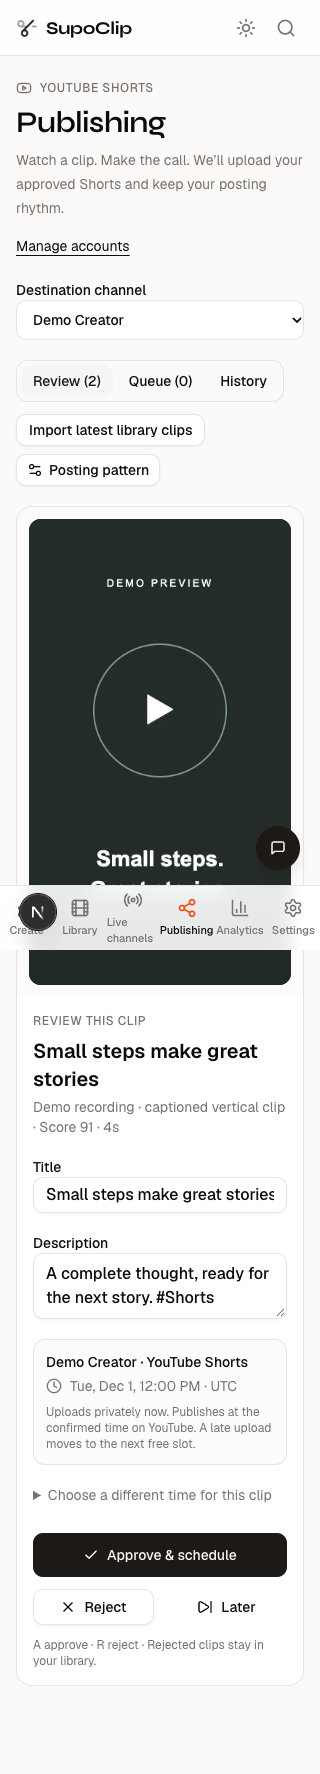 SupoClip
YOUTUBE SHORTS
Publishing
Watch a clip. Make the call. We'll upload your
approved Shorts and keep your posting
rhythm.
Manage accounts
Destination channel
Demo Creator
Review (2)
Queue (0)
History
Import latest library clips
Posting pattern
DEMO PREVIEW
Small steps.
N
Library
Live
channels
Publishing
Analytics
Settings
REVIEW THIS CLIP
Small steps make great
stories
Demo recording · captioned vertical clip
· Score 91 · 4s
Title
Small steps make great stories
Description
A complete thought, ready for
the next story. #Shorts
Demo Creator · YouTube Shorts
Tue, Dec 1, 12:00 PM · UTC
Uploads privately now. Publishes at the
confirmed time on YouTube. A late upload
moves to the next free slot.
Choose a different time for this clip
Approve & schedule
Reject
Later
A approve · R reject · Rejected clips stay in
your library.